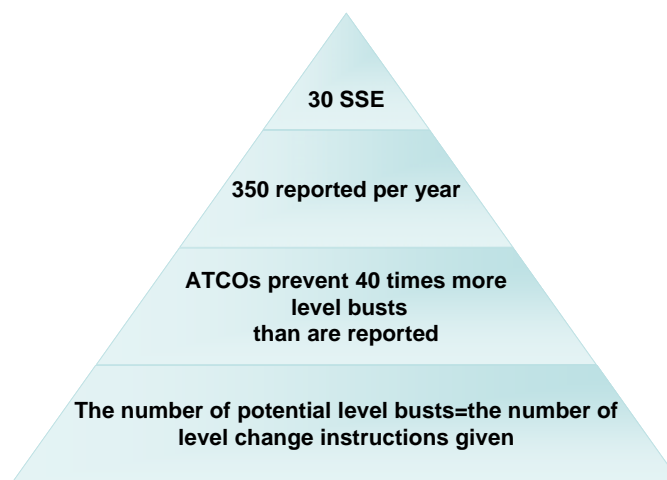 30 SSE
350 reported per year
ATCOs prevent 40 times more
level busts
than are reported
The number of potential level busts=the number of
level change instructions given